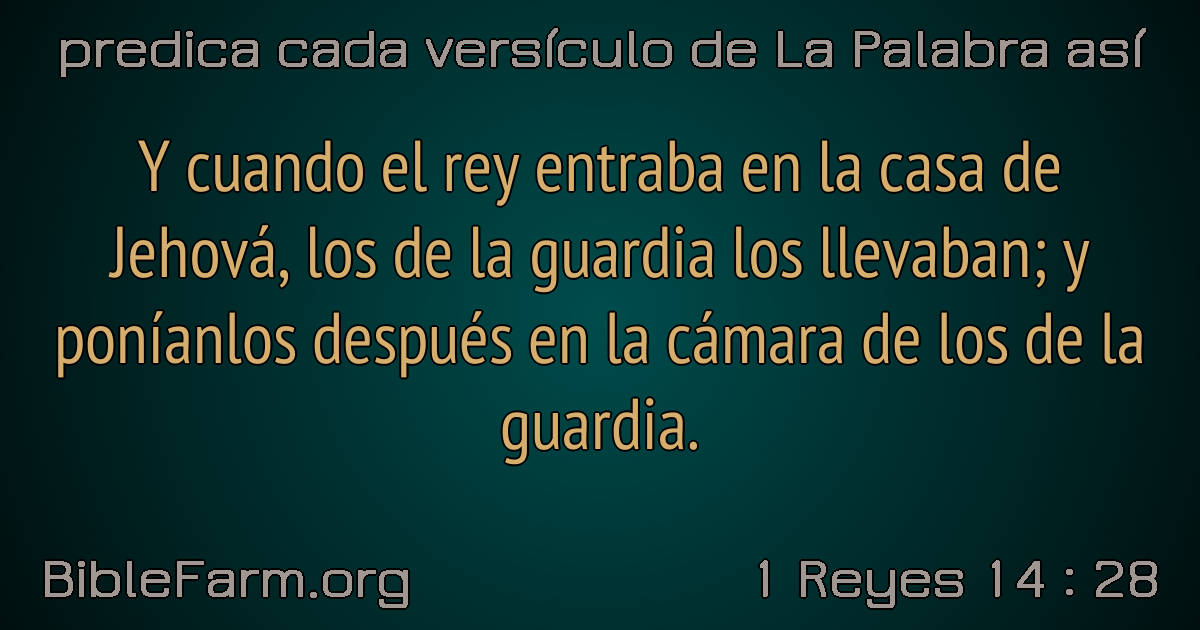 predica cada versículo de La Palabra así
Y cuando el rey entraba en la casa de
Jehová, los de la guardia los llevaban; y
poníanlos después en la cámara de los de la
guardia.
BibleFarm.org
1 Reyes 14 : 28